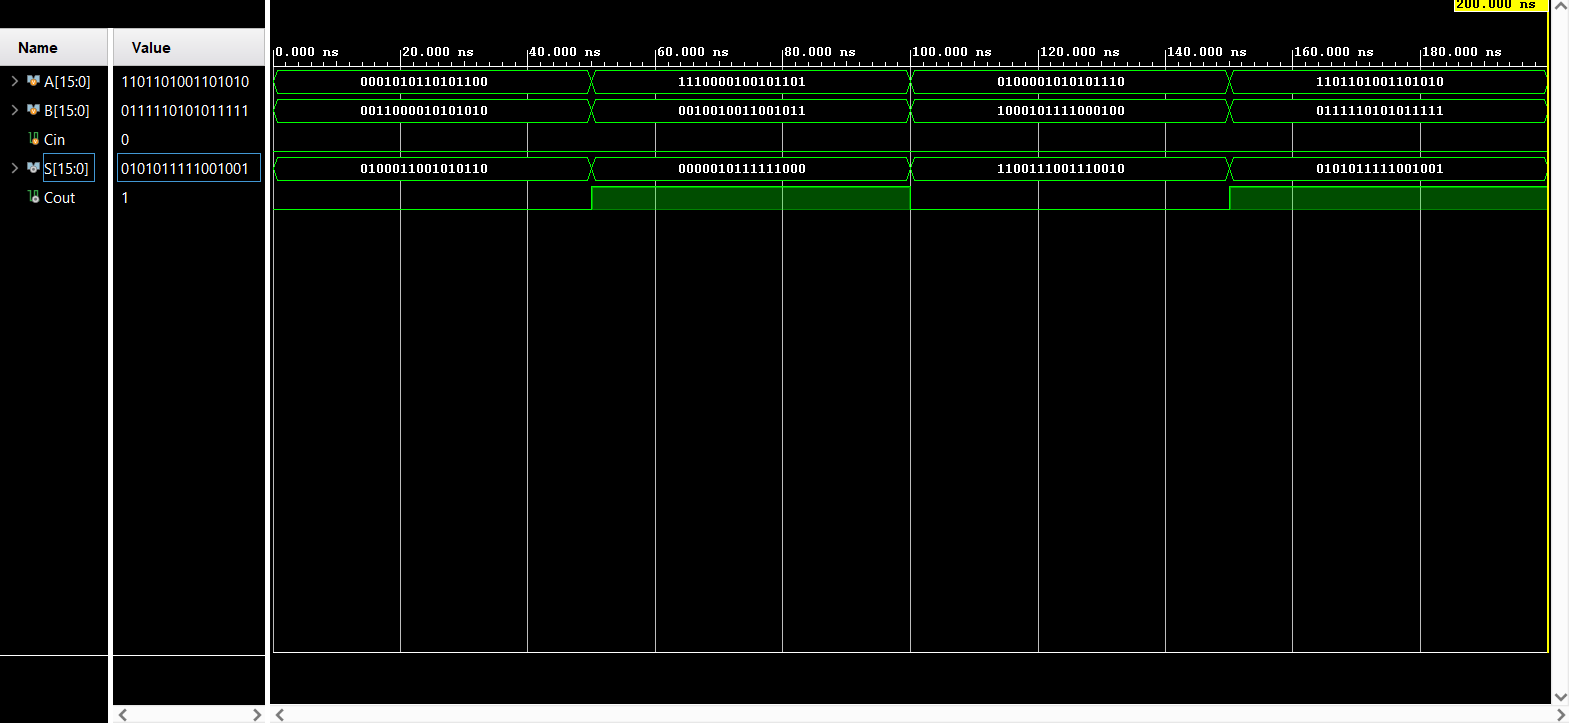 200.000 ns
Name Value
0.000 ns 20.000 ns 40.000 ns 60.000 ns 80.000 ns 100.000 ns 120.000 ns 140.000 ns 160.000 ns 180.000 ns
A[15:0] 1101101001101010 0001010110101100 1110000100101101 0100001010101110 1101101001101010
B[15:0] 0111110101011111 0011000010101010 0010010011001011 1000101111000100 0111110101011111
Cin 0
S[15:0] 0101011111001001 0100011001010110 0000010111111000 1100111001110010 0101011111001001
Cout 1